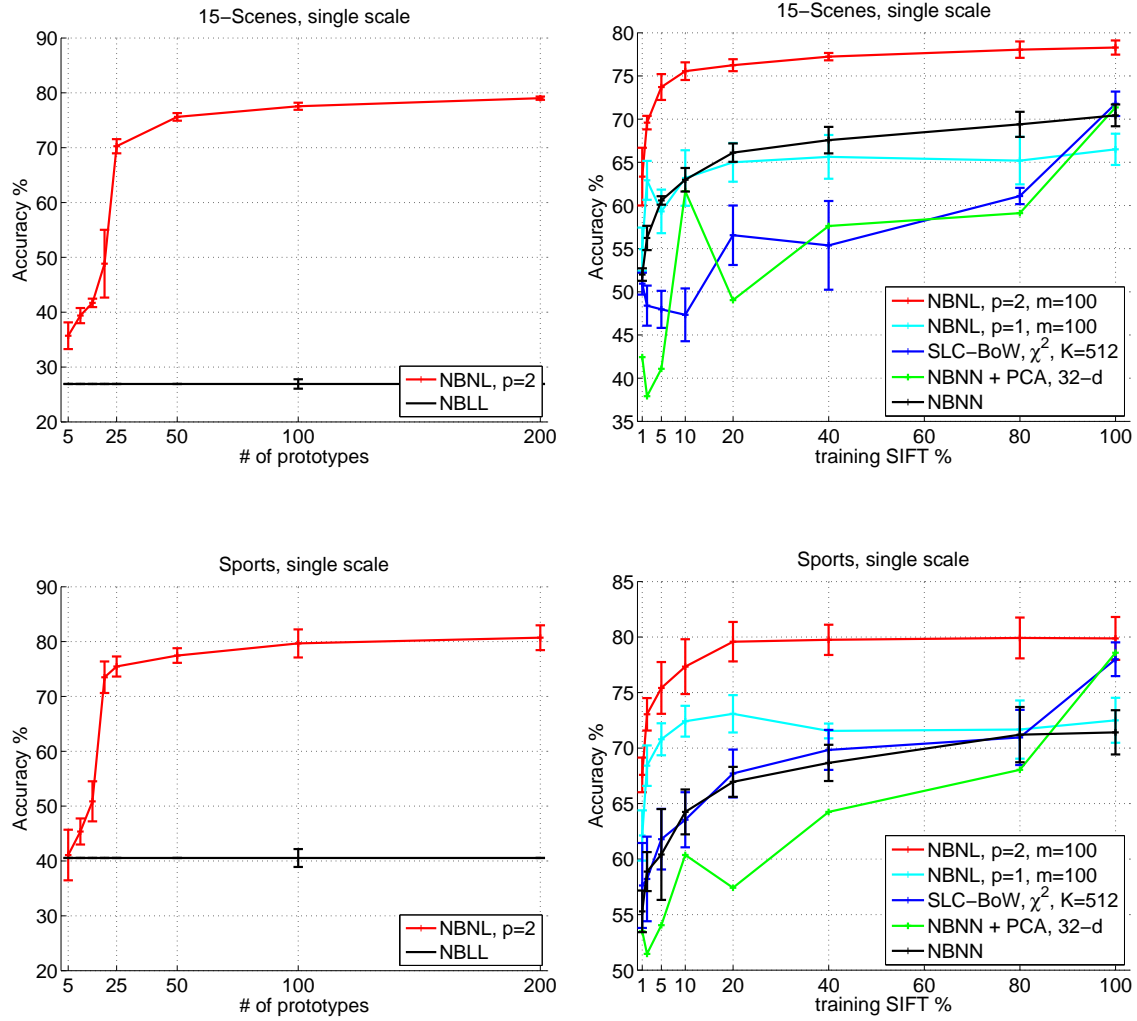 15−Scenes, single scale
90
80
70
60
50
40
30
20
Accuracy %
5 25 50 100 200
# of prototypes
NBNL, p=2
NBLL
15−Scenes, single scale
80
75
70
65
60
55
50
45
40
35
Accuracy %
1 5 10 20 40 60 80 100
training SIFT %
NBNL, p=2, m=100
NBNL, p=1, m=100
SLC−BoW, χ², K=512
NBNN + PCA, 32−d
NBNN
Sports, single scale
90
80
70
60
50
40
30
20
Accuracy %
5 25 50 100 200
# of prototypes
NBNL, p=2
NBLL
Sports, single scale
85
80
75
70
65
60
55
50
Accuracy %
1 5 10 20 40 60 80 100
training SIFT %
NBNL, p=2, m=100
NBNL, p=1, m=100
SLC−BoW, χ², K=512
NBNN + PCA, 32−d
NBNN